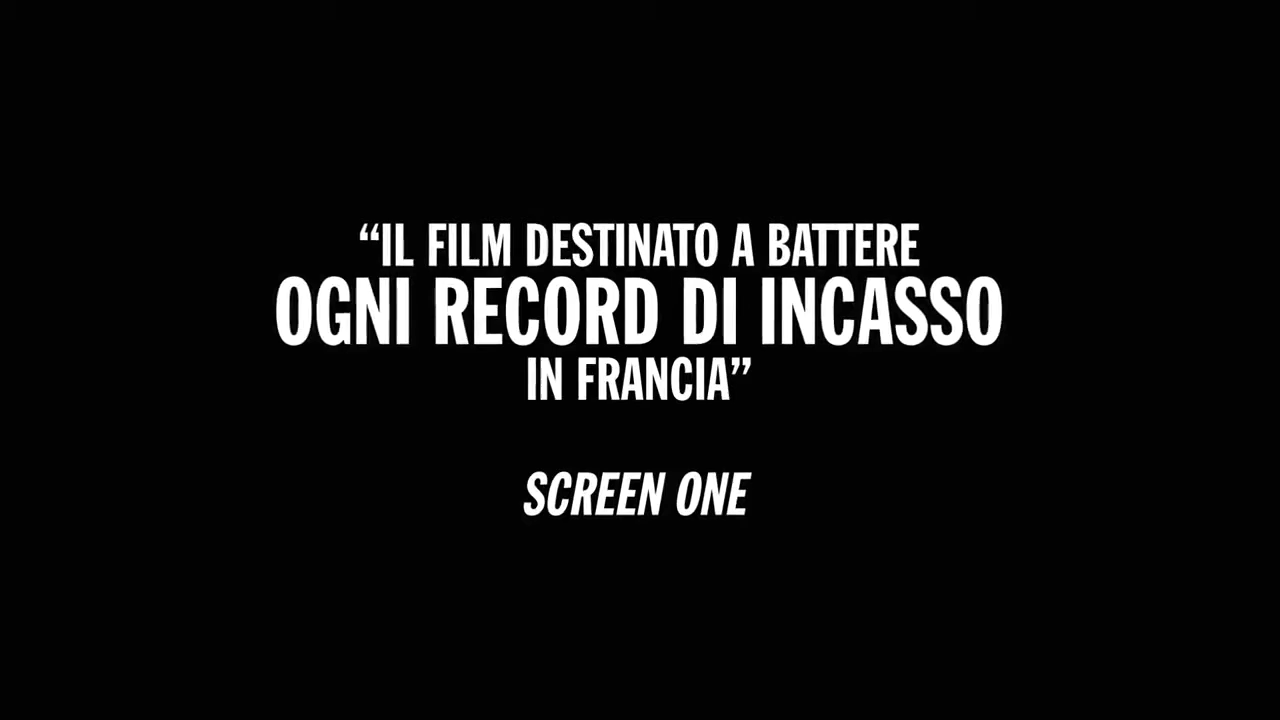 “IL FILM DESTINATO A BATTERE
OGNI RECORD DI INCASSO
IN FRANCIA”
SCREEN ONE